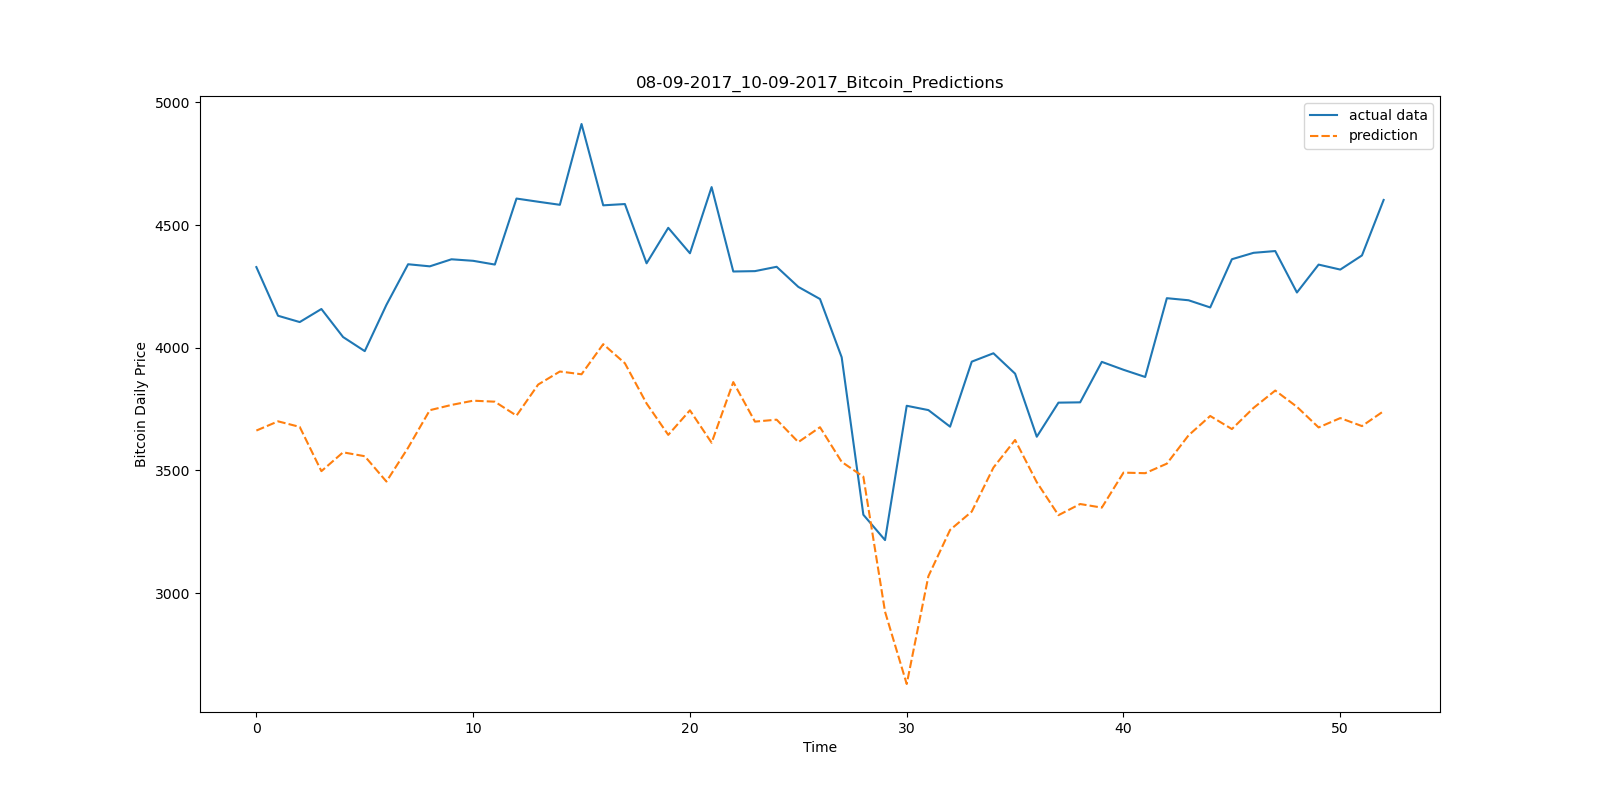 08-09-2017_10-09-2017_Bitcoin_Predictions
actual data
prediction
5000
4500
4000
3500
3000
Bitcoin Daily Price
0 10 20 30 40 50
Time